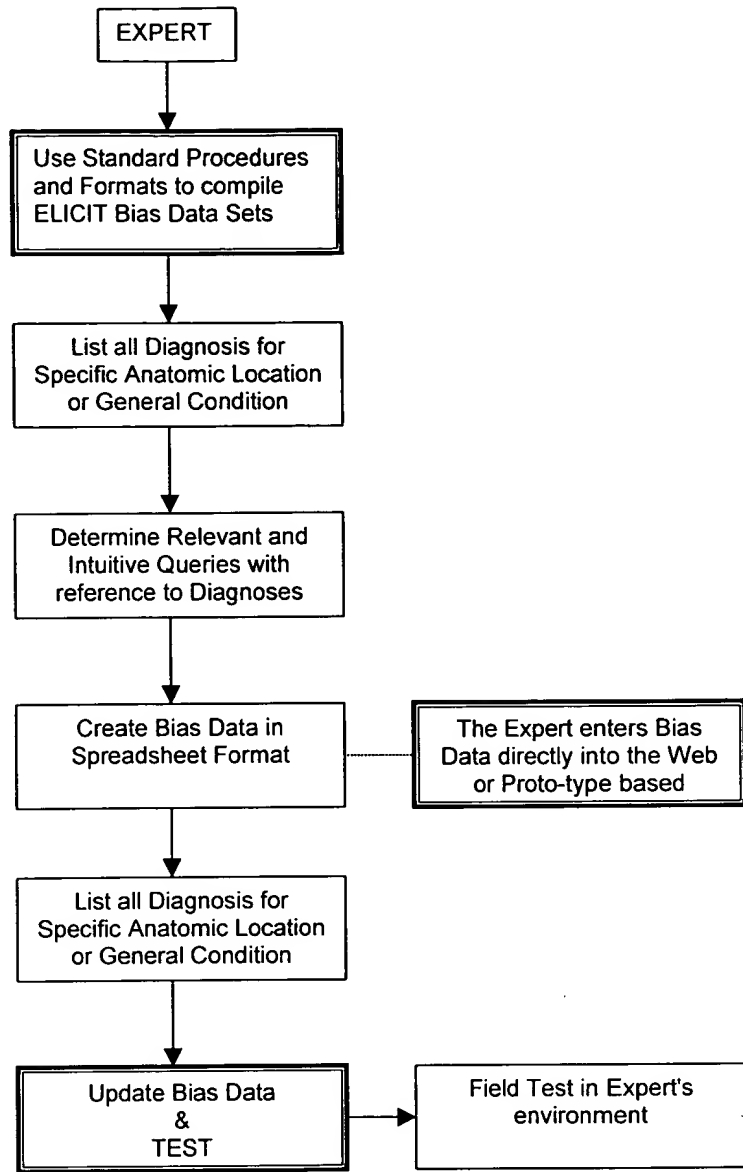 EXPERT
Use Standard Procedures
and Formats to compile
ELICIT Bias Data Sets
List all Diagnosis for
Specific Anatomic Location
or General Condition
Determine Relevant and
Intuitive Queries with
reference to Diagnoses
Create Bias Data in
Spreadsheet Format
The Expert enters Bias
Data directly into the Web
or Proto-type based
List all Diagnosis for
Specific Anatomic Location
or General Condition
Update Bias Data
&
TEST
Field Test in Expert's
environment